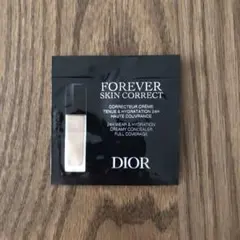 FOREVER
SKIN CORRECT
CORRECTEUR CRÈME
TENUE & HYDRATATION 24H
HAUTE COUVRANCE
24H WEAR & HYDRATION
CREAMY CONCEALER
FULL COVERAGE
DIOR